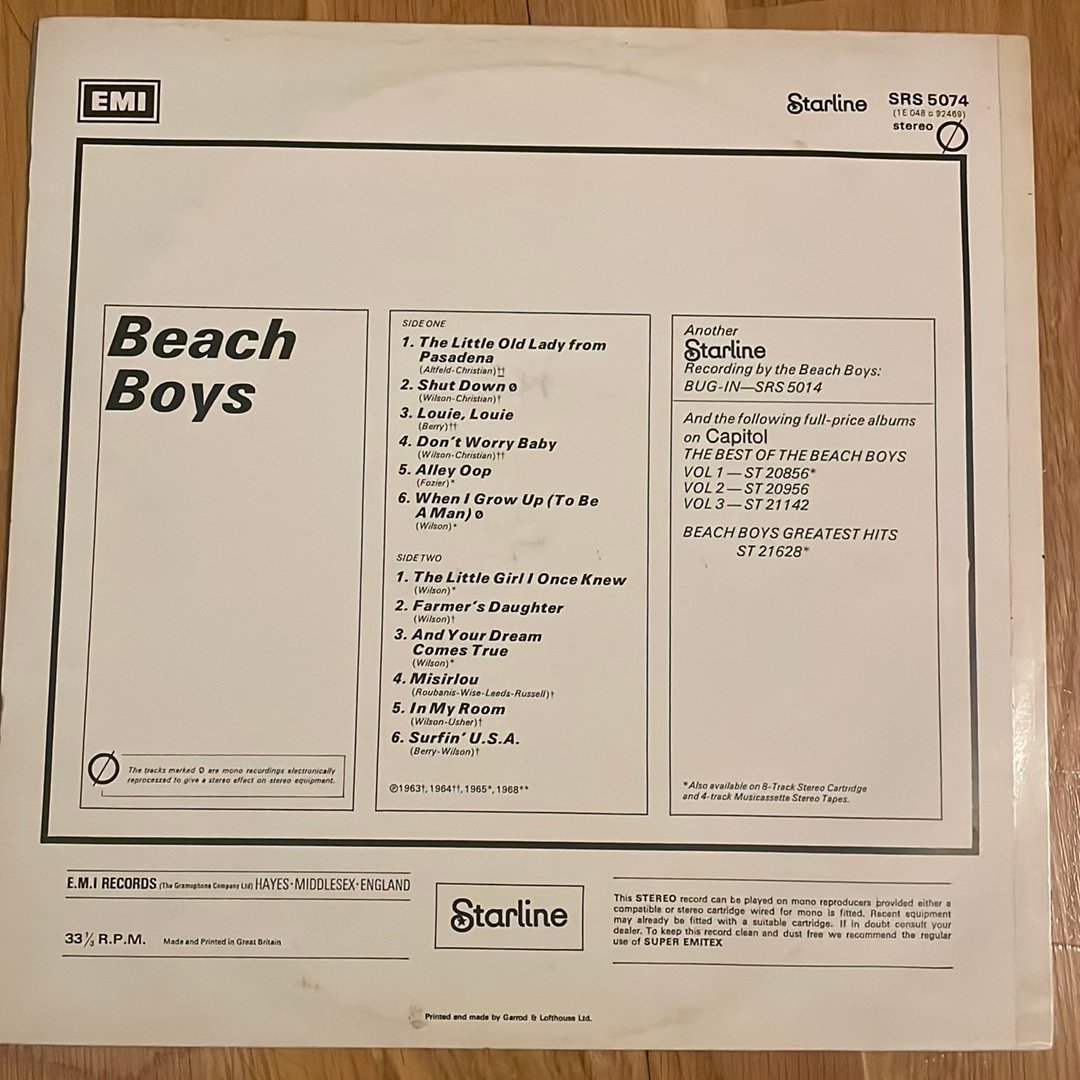 EMI
Starline SRS 5074
(1E 048 o 92469)
stereo
Beach
Boys
The tracks marked Ø are mono recordings electronically
reprocessed to give a stereo effect on stereo equipment.
SIDE ONE
1. The Little Old Lady from
Pasadena
(Altfeld-Christian)††
2. Shut Down ø
(Wilson-Christian)†
3. Louie, Louie
(Berry)††
4. Don't Worry Baby
(Wilson-Christian)††
5. Alley Oop
(Fozier)*
6. When I Grow Up (To Be
A Man) ø
(Wilson)*
SIDE TWO
1. The Little Girl I Once Knew
(Wilson)*
2. Farmer's Daughter
(Wilson)†
3. And Your Dream
Comes True
(Wilson)*
4. Misirlou
(Roubanis-Wise-Leeds-Russell)†
5. In My Room
(Wilson-Usher)†
6. Surfin' U.S.A.
(Berry-Wilson)†
℗1963†, 1964††, 1965*, 1968**
Another
Starline
Recording by the Beach Boys:
BUG-IN—SRS 5014
And the following full-price albums
on Capitol
THE BEST OF THE BEACH BOYS
VOL 1 — ST 20856*
VOL 2 — ST 20956
VOL 3 — ST 21142
BEACH BOYS GREATEST HITS
ST 21628*
*Also available on 8-Track Stereo Cartridge
and 4-track Musicassette Stereo Tapes.
E.M.I RECORDS (The Gramophone Company Ltd) HAYES·MIDDLESEX·ENGLAND
33⅓ R.P.M. Made and Printed in Great Britain
Starline
This STEREO record can be played on mono reproducers provided either a
compatible or stereo cartridge wired for mono is fitted. Recent equipment
may already be fitted with a suitable cartridge. If in doubt consult your
dealer. To keep this record clean and dust free we recommend the regular
use of SUPER EMITEX
Printed and made by Garrod & Lofthouse Ltd.